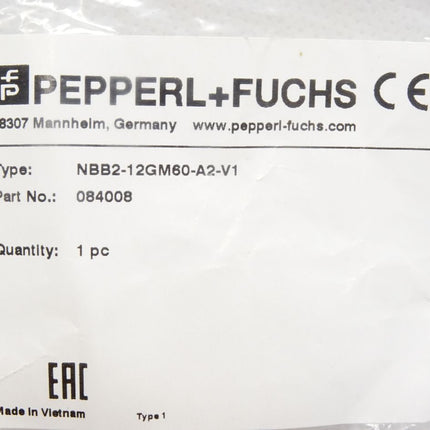 PEPPERL+FUCHS CE
8307 Mannheim, Germany www.pepperl-fuchs.com
Type: NBB2-12GM60-A2-V1
Part No.: 084008
Quantity: 1 pc
EAC
Made in Vietnam Type 1